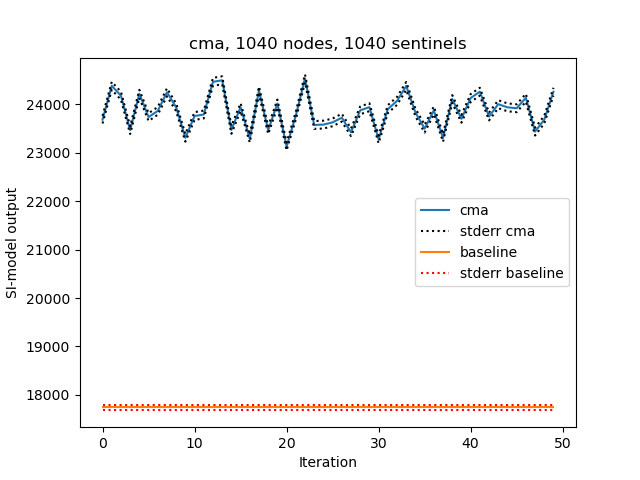 cma, 1040 nodes, 1040 sentinels
SI-model output
24000
23000
22000
21000
20000
19000
18000
cma
stderr cma
baseline
stderr baseline
0 10 20 30 40 50
Iteration